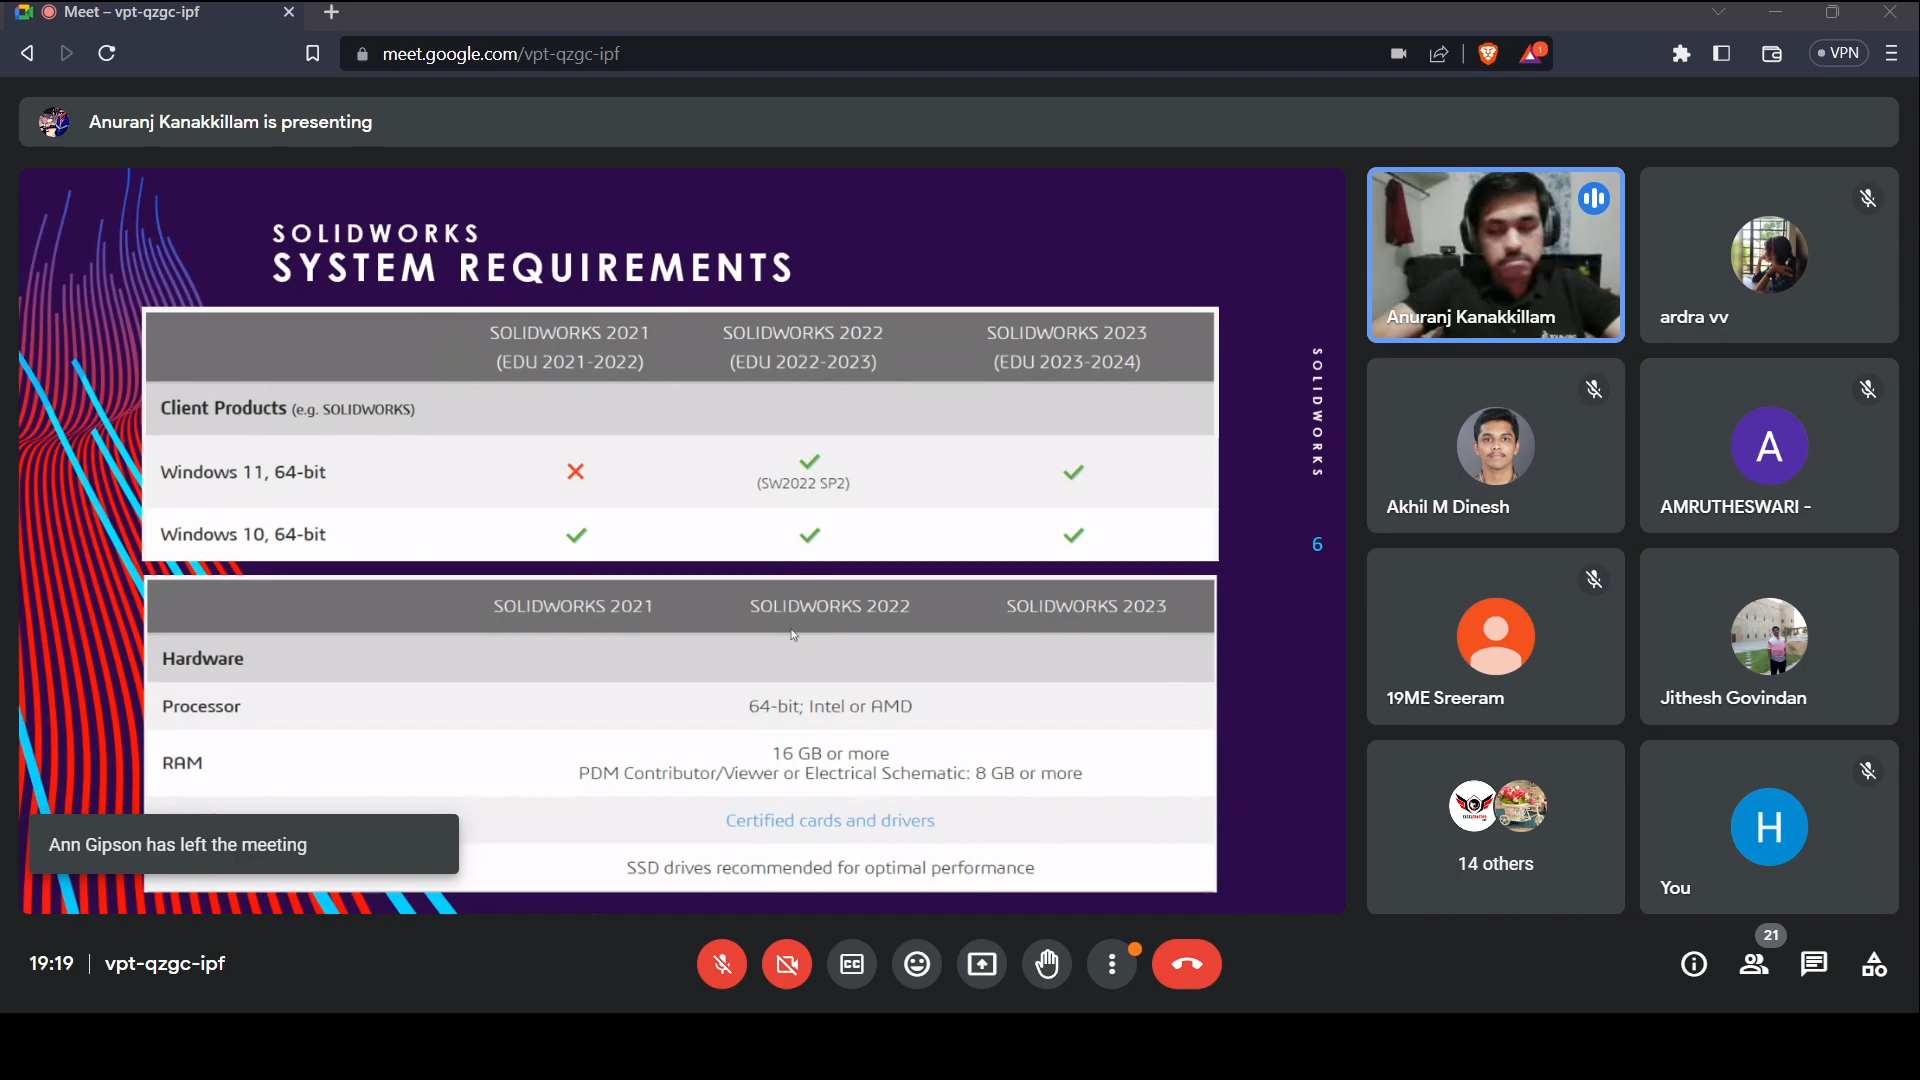 Meet – vpt-qzgc-ipf
meet.google.com/vpt-qzgc-ipf
1
VPN
Anuranj Kanakkillam is presenting
SOLIDWORKS
SYSTEM REQUIREMENTS
SOLIDWORKS 2021 SOLIDWORKS 2022 SOLIDWORKS 2023
(EDU 2021-2022) (EDU 2022-2023) (EDU 2023-2024)
Client Products (e.g. SOLIDWORKS)
Windows 11, 64-bit
(SW2022 SP2)
Windows 10, 64-bit
SOLIDWORKS 2021 SOLIDWORKS 2022 SOLIDWORKS 2023
Hardware
Processor 64-bit; Intel or AMD
RAM 16 GB or more
PDM Contributor/Viewer or Electrical Schematic: 8 GB or more
Certified cards and drivers
SSD drives recommended for optimal performance
SOLIDWORKS
6
Ann Gipson has left the meeting
Anuranj Kanakkillam
ardra vv
Akhil M Dinesh
A
AMRUTHESWARI -
19ME Sreeram
Jithesh Govindan
14 others
H
You
19:19 | vpt-qzgc-ipf
CC
21